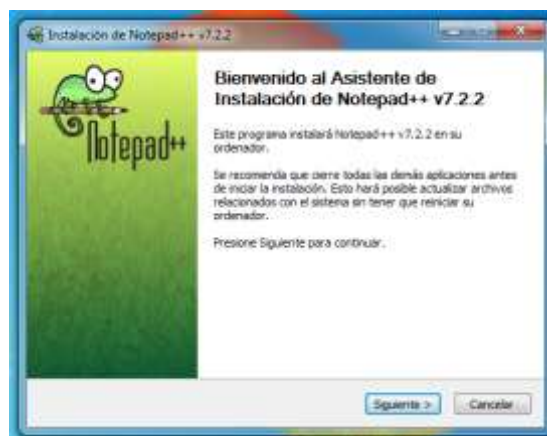 Instalación de Notepad++ v7.2.2
Notepad++
Bienvenido al Asistente de
Instalación de Notepad++ v7.2.2
Este programa instalará Notepad++ v7.2.2 en su
ordenador.
Se recomienda que cierre todas las demás aplicaciones antes
de iniciar la instalación. Esto hará posible actualizar archivos
relacionados con el sistema sin tener que reiniciar su
ordenador.
Presione Siguiente para continuar.
Siguiente >
Cancelar